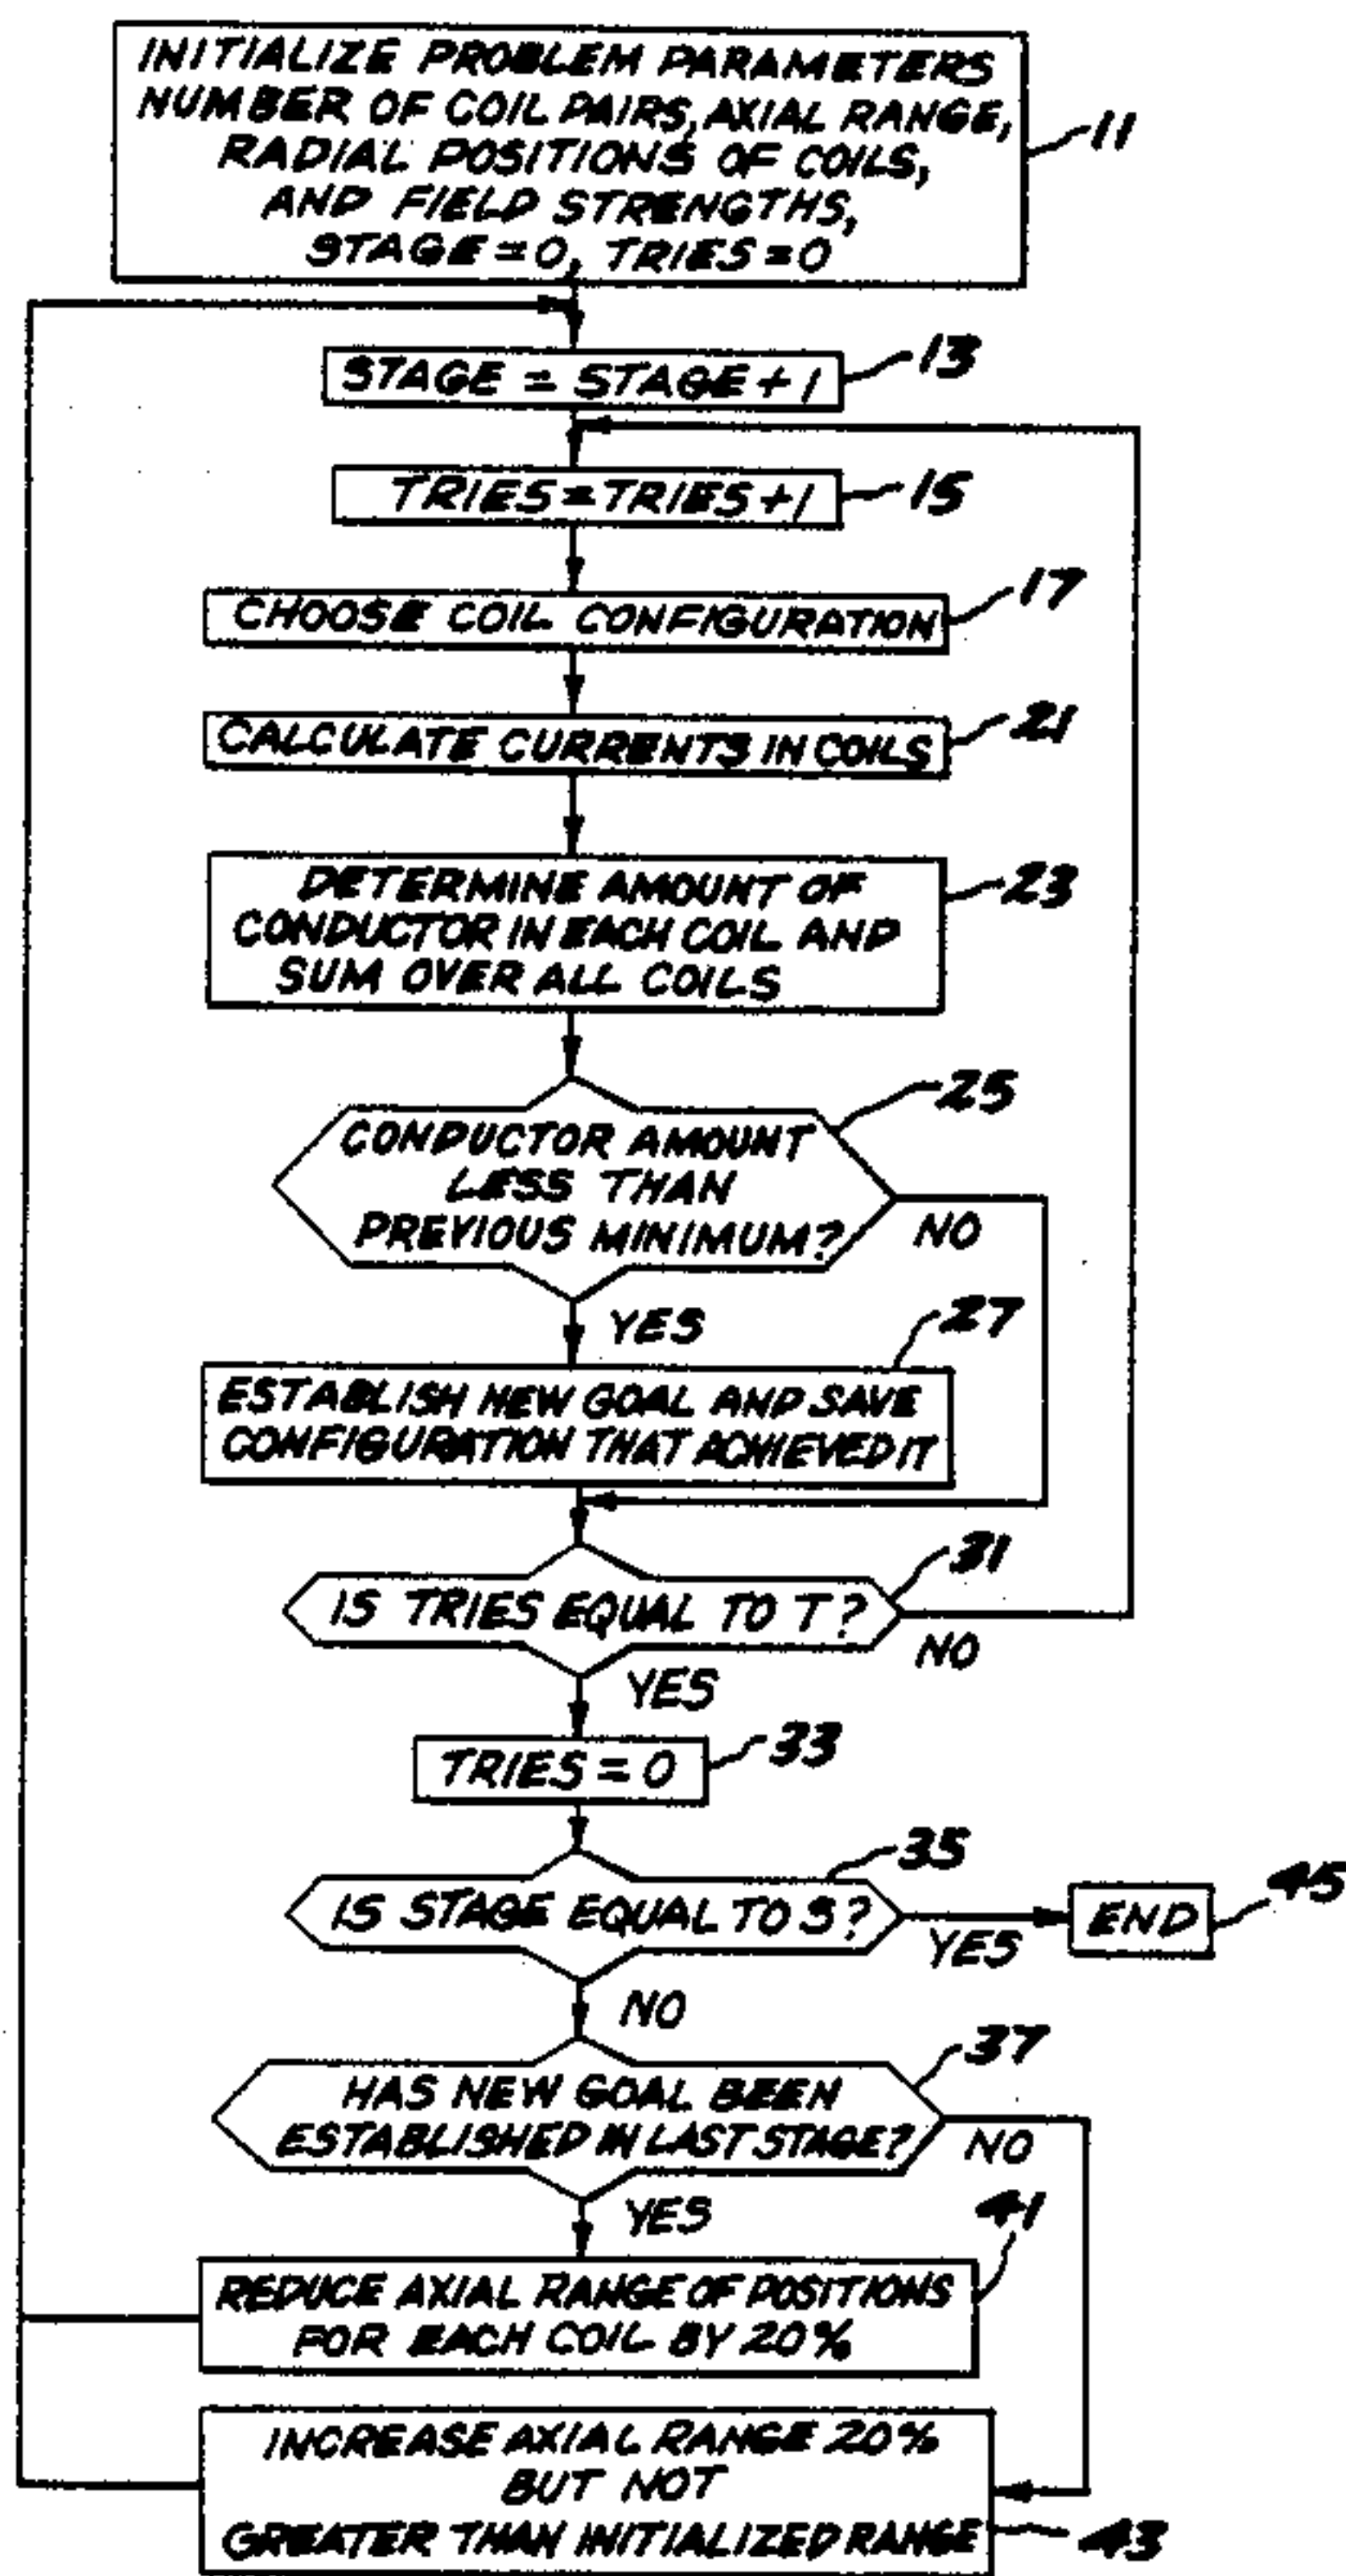 INITIALIZE PROBLEM PARAMETERS
NUMBER OF COIL PAIRS, AXIAL RANGE,
RADIAL POSITIONS OF COILS,
AND FIELD STRENGTHS,
STAGE = 0, TRIES = 0
11
STAGE = STAGE + 1
13
TRIES = TRIES + 1
15
CHOOSE COIL CONFIGURATION
17
CALCULATE CURRENTS IN COILS
21
DETERMINE AMOUNT OF
CONDUCTOR IN EACH COIL AND
SUM OVER ALL COILS
23
CONDUCTOR AMOUNT
LESS THAN
PREVIOUS MINIMUM?
25
NO
YES
27
ESTABLISH NEW GOAL AND SAVE
CONFIGURATION THAT ACHIEVED IT
31
IS TRIES EQUAL TO T?
NO
YES
TRIES = 0
33
35
IS STAGE EQUAL TO S?
YES
END
45
NO
37
HAS NEW GOAL BEEN
ESTABLISHED IN LAST STAGE?
NO
YES
41
REDUCE AXIAL RANGE OF POSITIONS
FOR EACH COIL BY 20%
INCREASE AXIAL RANGE 20%
BUT NOT
GREATER THAN INITIALIZED RANGE
43